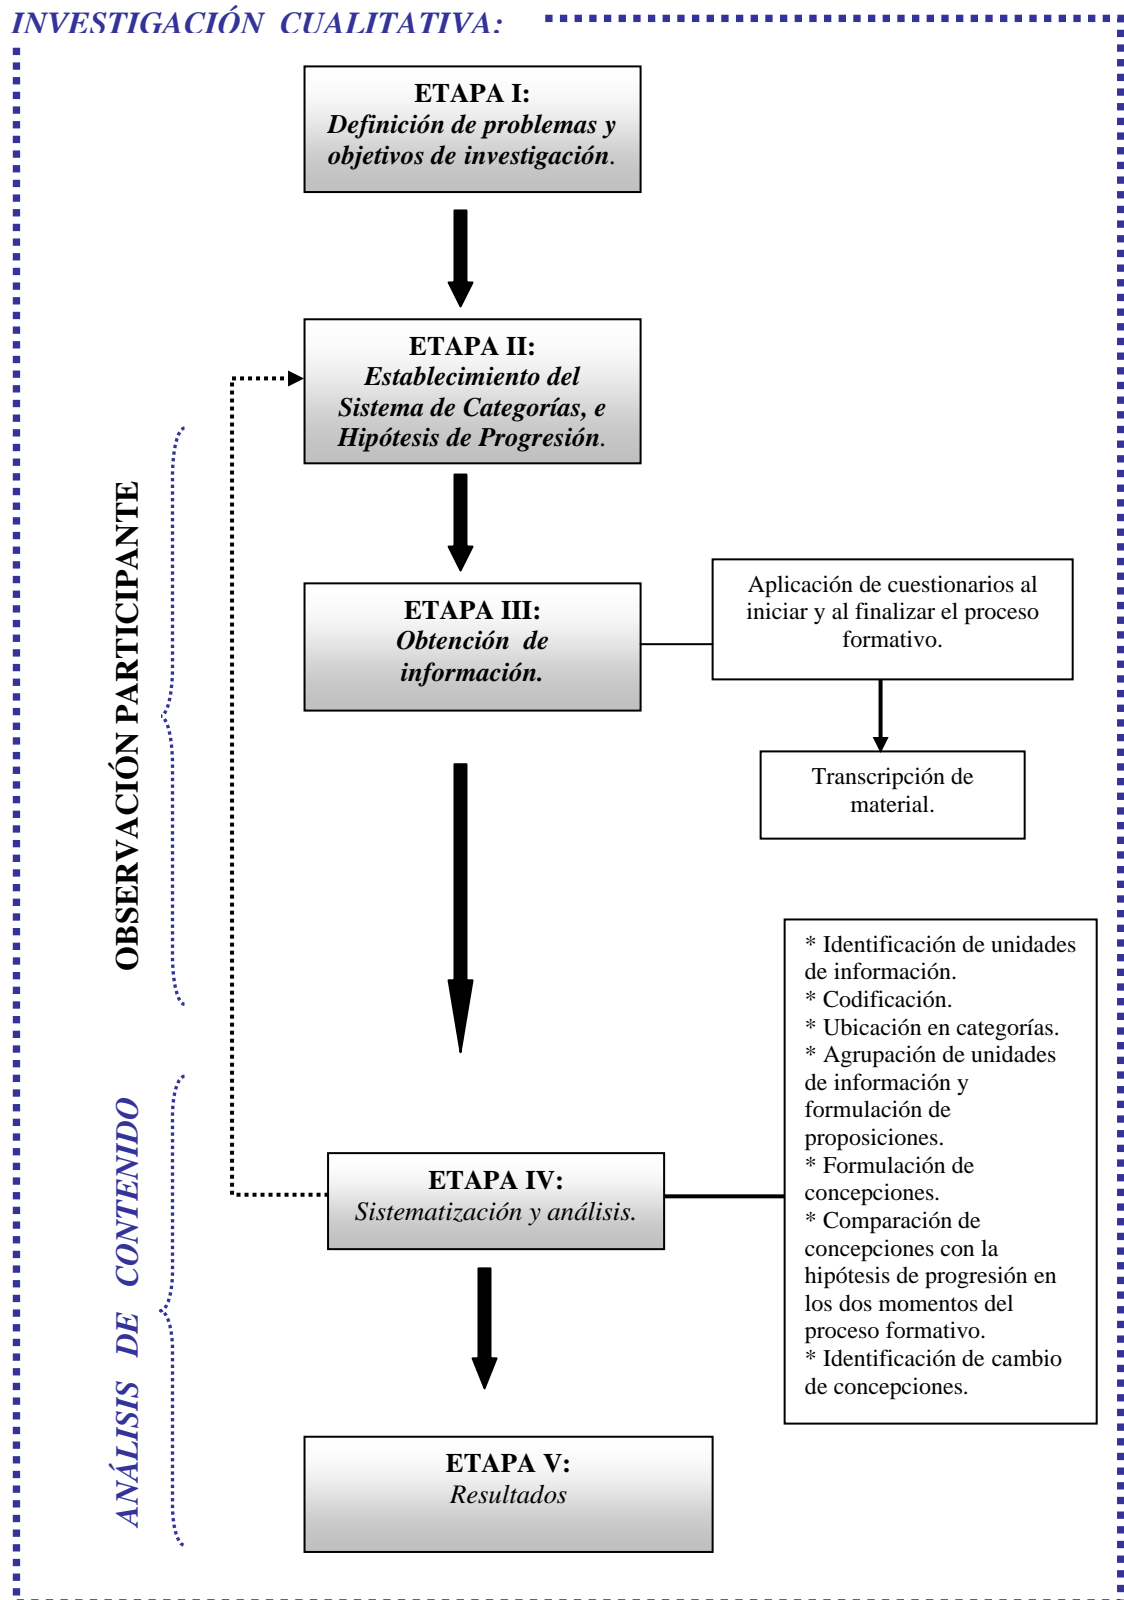 INVESTIGACIÓN CUALITATIVA:
ETAPA I:
Definición de problemas y
objetivos de investigación.
ETAPA II:
Establecimiento del
Sistema de Categorías, e
Hipótesis de Progresión.
OBSERVACIÓN PARTICIPANTE
ETAPA III:
Obtención de
información.
Aplicación de cuestionarios al
iniciar y al finalizar el proceso
formativo.
Transcripción de
material.
ANÁLISIS DE CONTENIDO
ETAPA IV:
Sistematización y análisis.
* Identificación de unidades
de información.
* Codificación.
* Ubicación en categorías.
* Agrupación de unidades
de información y
formulación de
proposiciones.
* Formulación de
concepciones.
* Comparación de
concepciones con la
hipótesis de progresión en
los dos momentos del
proceso formativo.
* Identificación de cambio
de concepciones.
ETAPA V:
Resultados